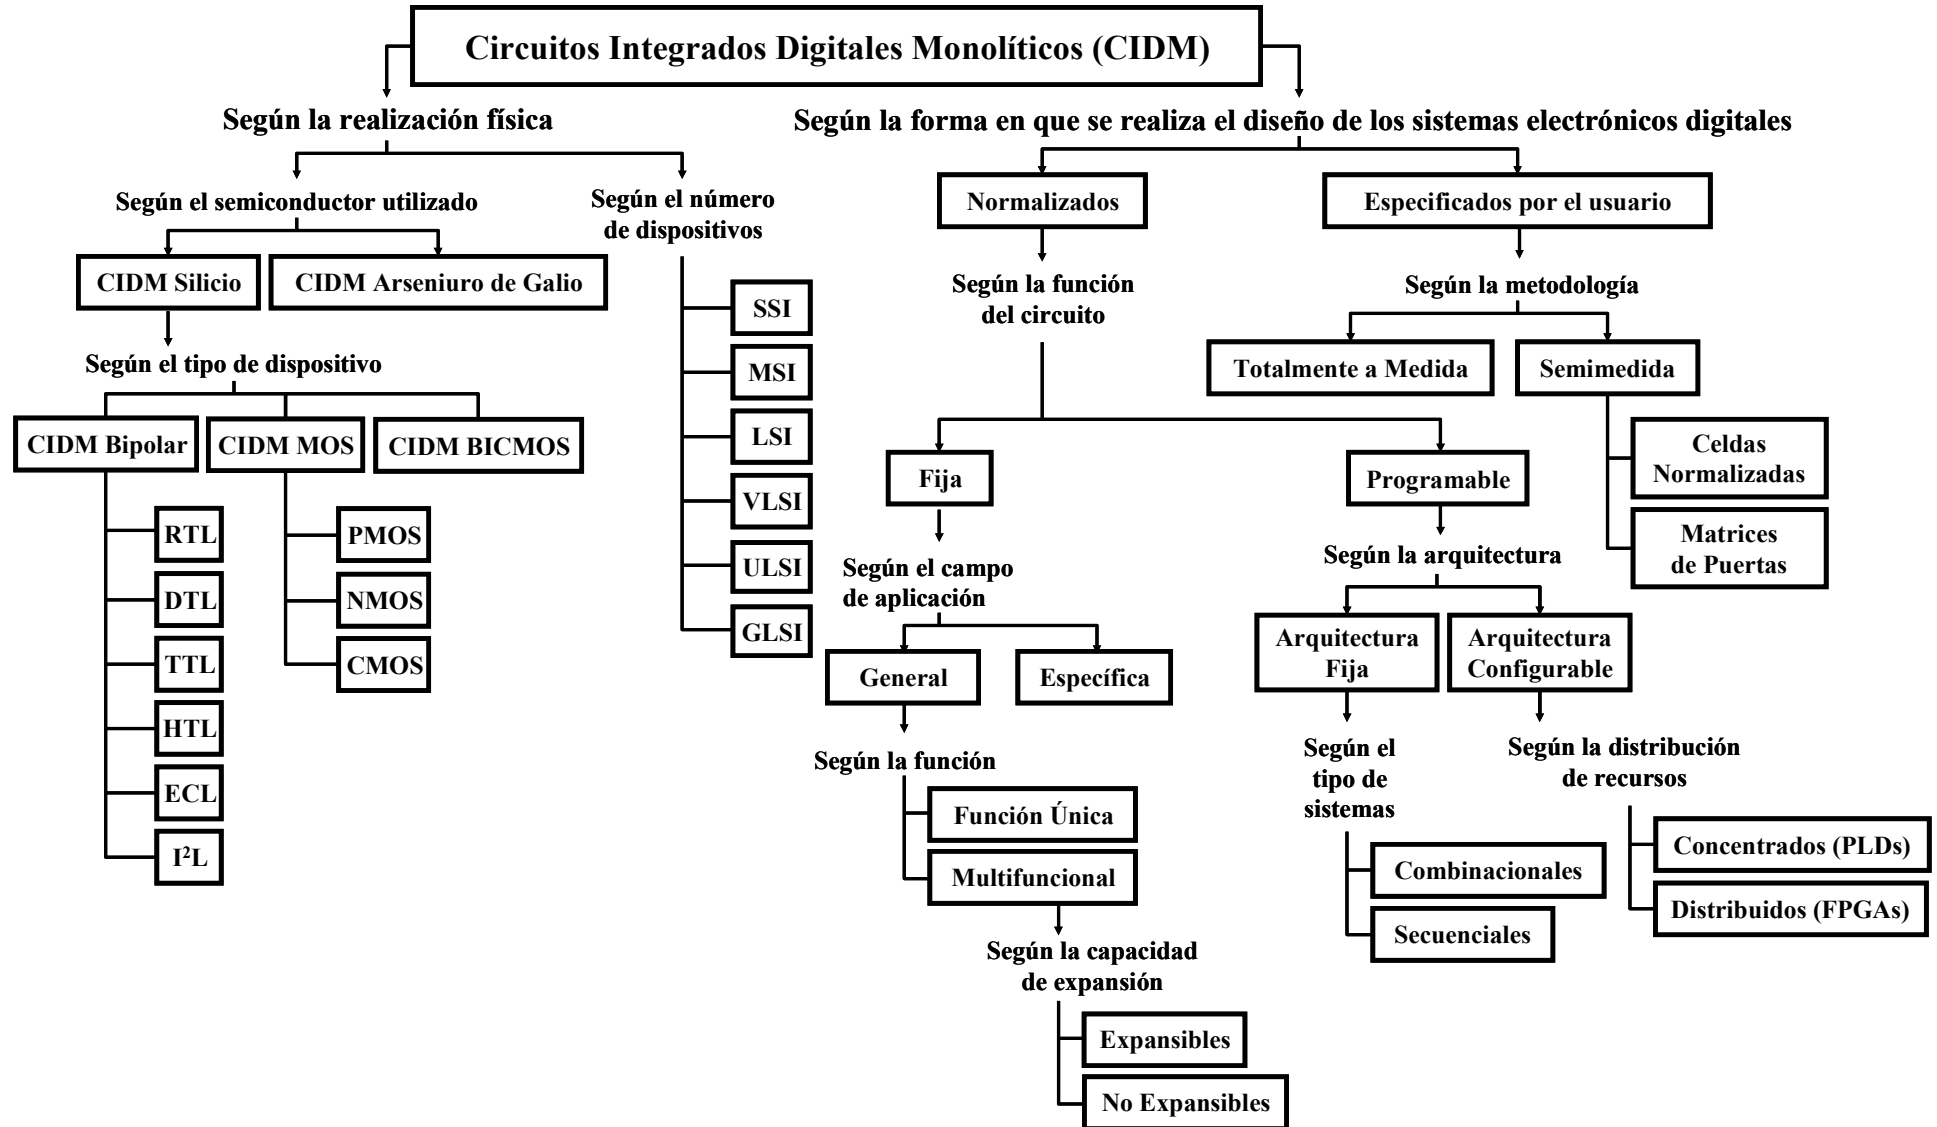 Circuitos Integrados Digitales Monolíticos (CIDM)
Según la realización física
Según el semiconductor utilizado
CIDM Silicio
CIDM Arseniuro de Galio
Según el tipo de dispositivo
CIDM Bipolar
CIDM MOS
CIDM BICMOS
RTL
DTL
TTL
HTL
ECL
I²L
PMOS
NMOS
CMOS
Según el número
de dispositivos
SSI
MSI
LSI
VLSI
ULSI
GLSI
Según la forma en que se realiza el diseño de los sistemas electrónicos digitales
Normalizados
Según la función
del circuito
Fija
Según el campo
de aplicación
General
Específica
Según la función
Función Única
Multifuncional
Según la capacidad
de expansión
Expansibles
No Expansibles
Programable
Según la arquitectura
Arquitectura
Fija
Arquitectura
Configurable
Según el
tipo de
sistemas
Combinacionales
Secuenciales
Según la distribución
de recursos
Concentrados (PLDs)
Distribuidos (FPGAs)
Especificados por el usuario
Según la metodología
Totalmente a Medida
Semimedida
Celdas
Normalizadas
Matrices
de Puertas